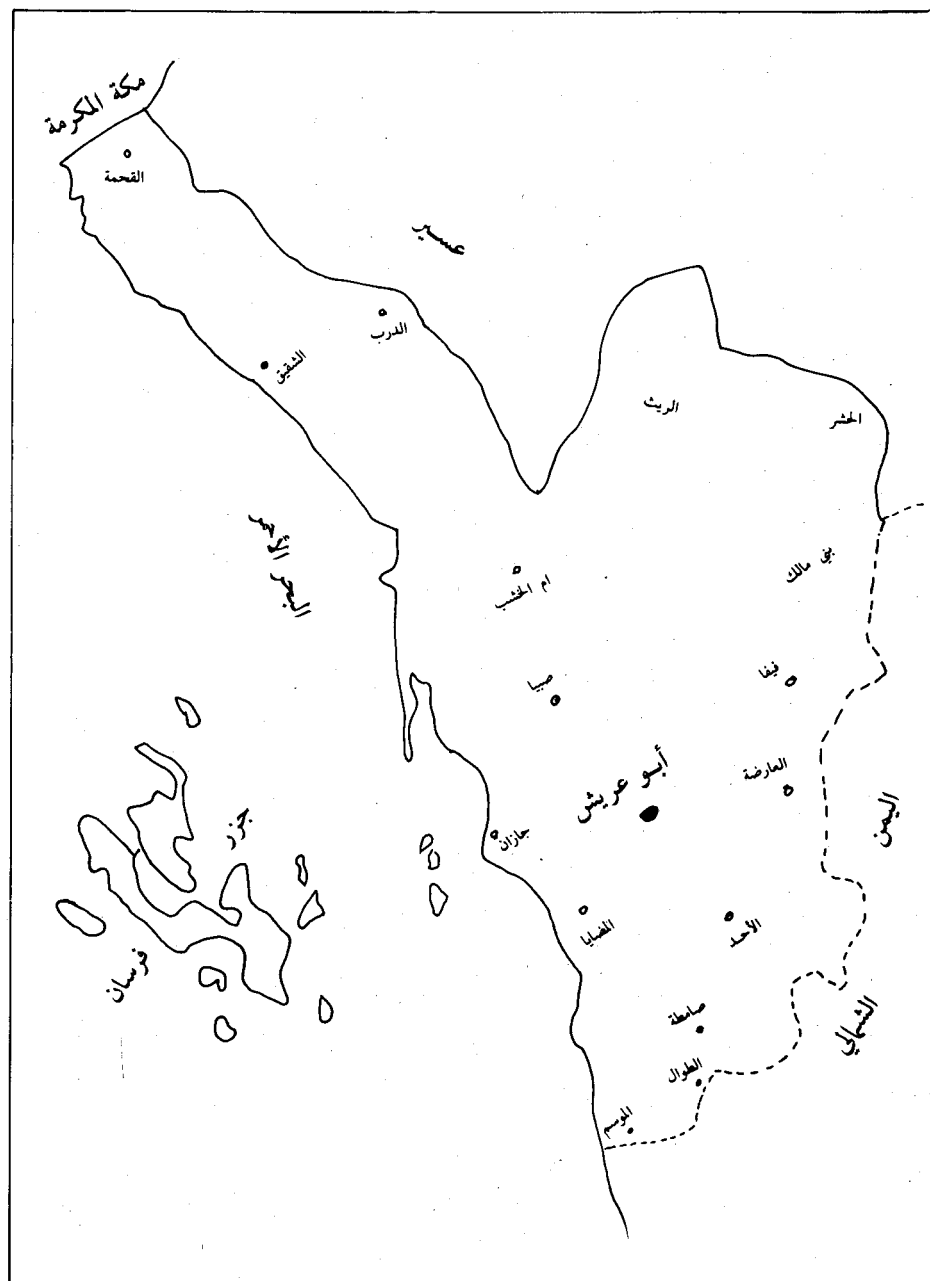 مكة المكرمة
القحمة
عسير
الدرب
الشقيق
الريث
الحشر
البحر الأحمر
بني مالك
ام الخشب
فيفا
صبيا
أبو عريش
العارضة
اليمن
جزر
جازان
المضايا
الأحد
فرسان
صامطة
الشمالي
الطوال
الموسم